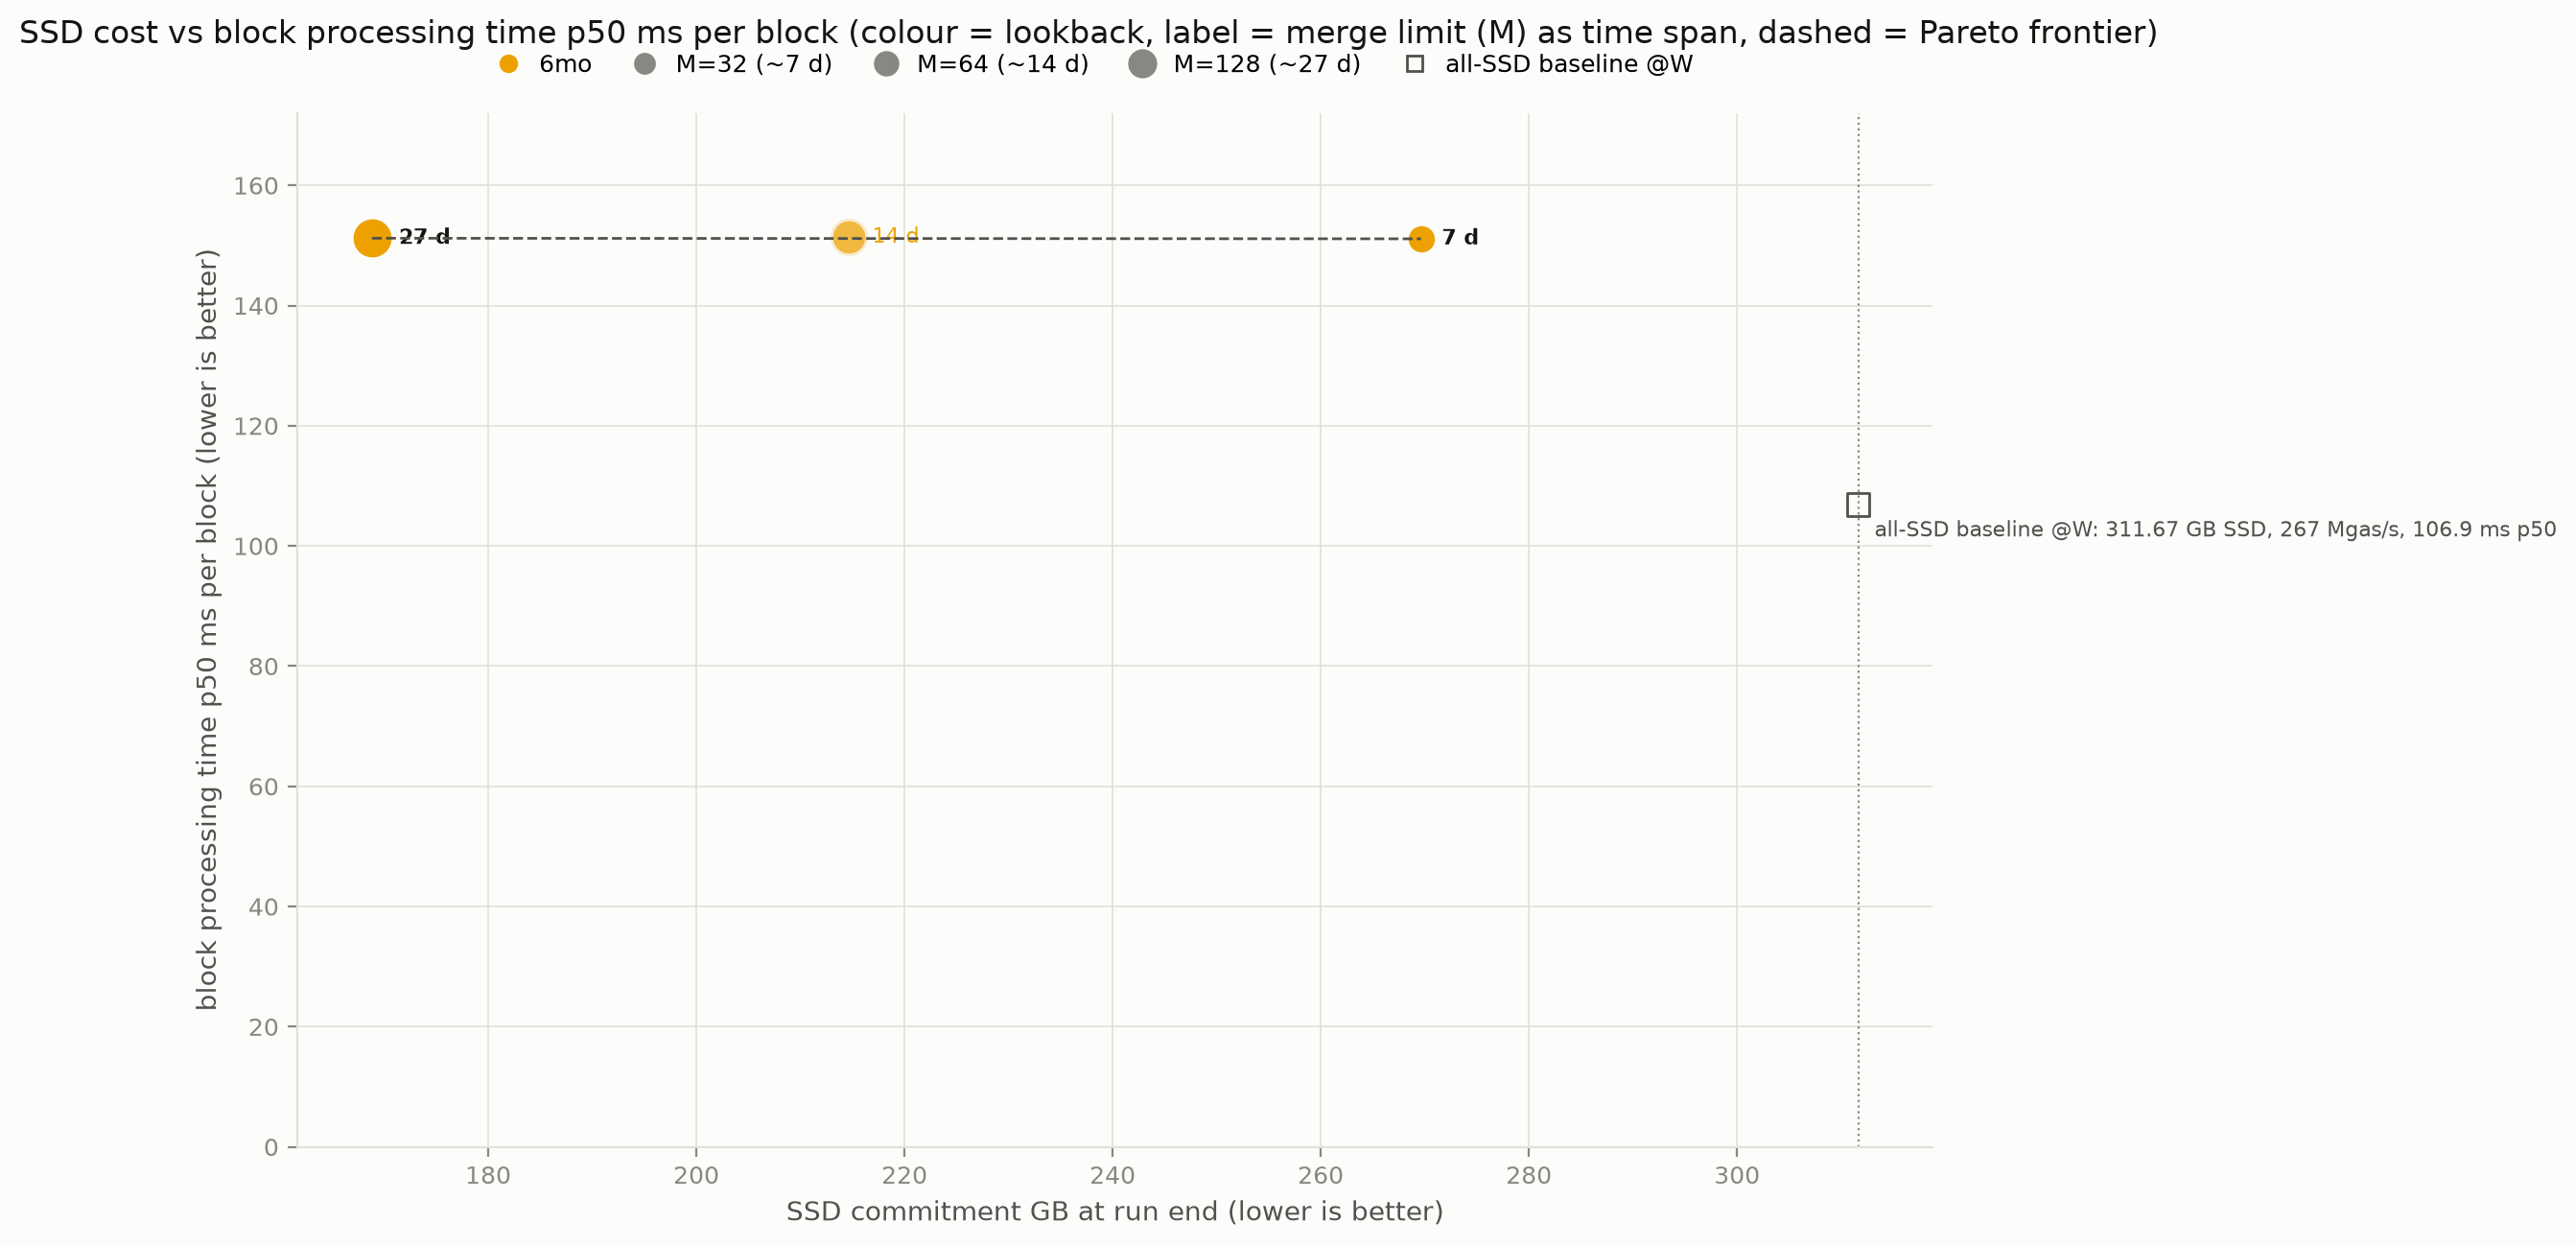 SSD cost vs block processing time p50 ms per block (colour = lookback, label = merge limit (M) as time span, dashed = Pareto frontier)
6mo M=32 (~7 d) M=64 (~14 d) M=128 (~27 d) all-SSD baseline @W
block processing time p50 ms per block (lower is better)
160
140
120
100
80
60
40
20
0
27 d
14 d
7 d
all-SSD baseline @W: 311.67 GB SSD, 267 Mgas/s, 106.9 ms p50
180 200 220 240 260 280 300
SSD commitment GB at run end (lower is better)